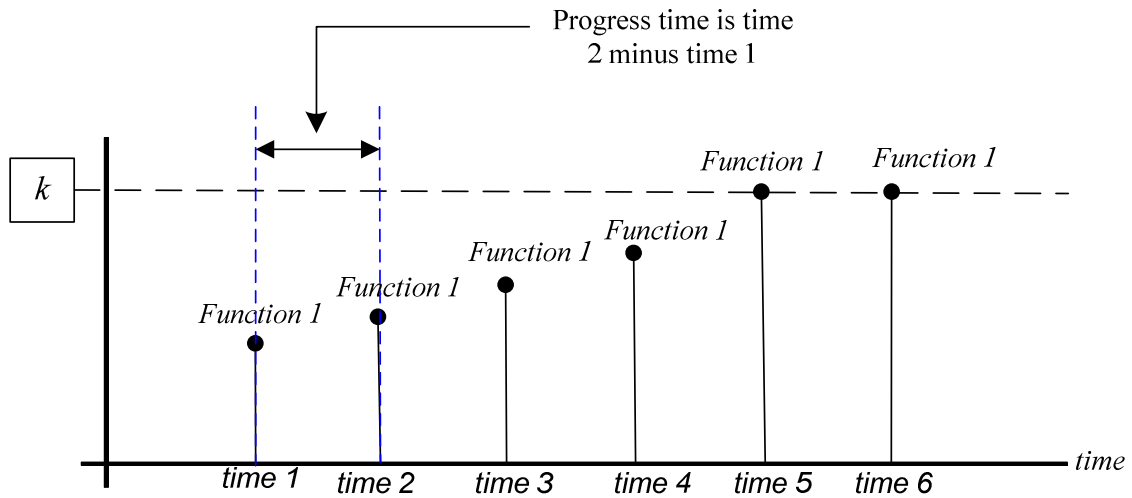 Progress time is time
2 minus time 1
k
Function 1
Function 1
Function 1
Function 1
Function 1
Function 1
time 1
time 2
time 3
time 4
time 5
time 6
time